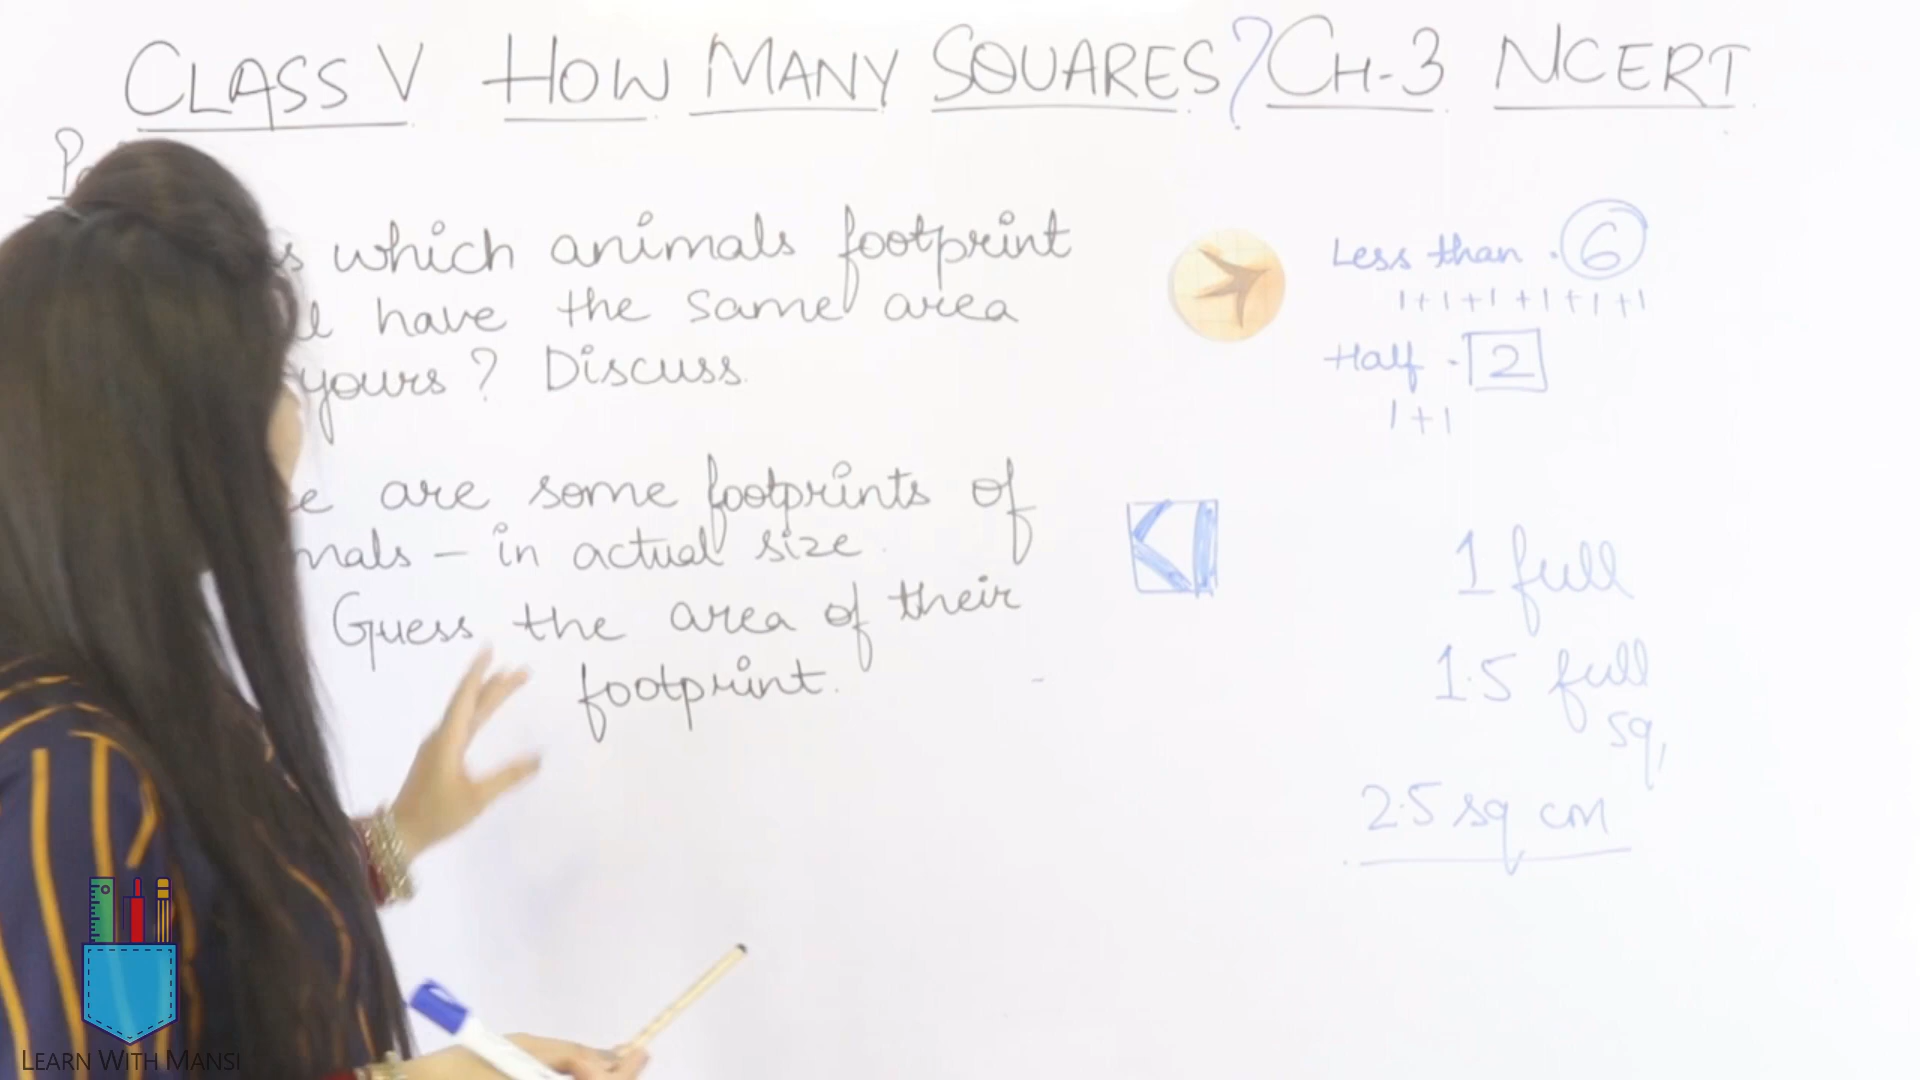 CLASS V HOW MANY SQUARES? CH-3 NCERT
which animals footprint
have the same area
yours? Discuss.
are some footprints of
- in actual size.
Guess the area of their
footprint.
Less than. 6
1+1+1+1+1+1
Half - 2
1+1
1 full
1.5 full
sq,
2.5 sq cm
LEARN WITH MANSI